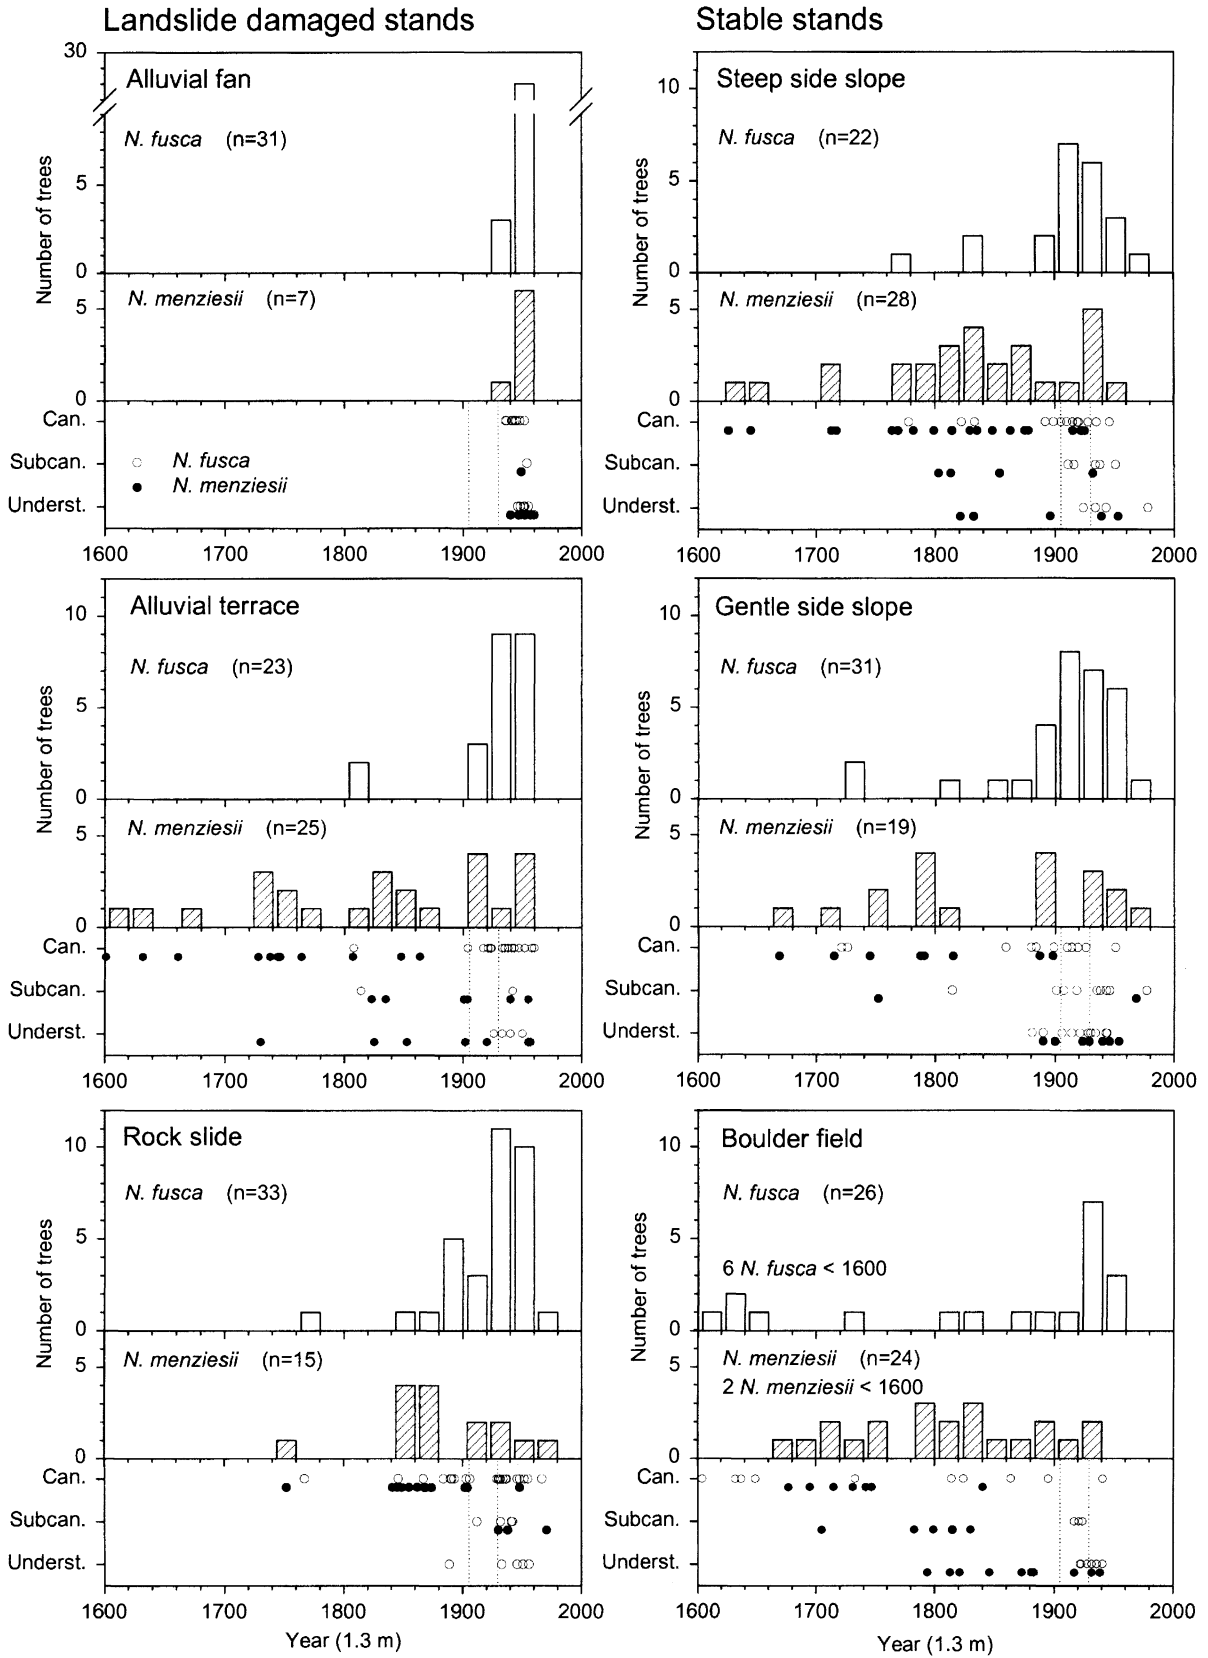 Landslide damaged stands
Stable stands
30
Alluvial fan
N. fusca (n=31)
5
0
Number of trees
N. menziesii (n=7)
5
0
Can.
Subcan.
Underst.
N. fusca
N. menziesii
1600 1700 1800 1900 2000
10
Steep side slope
N. fusca (n=22)
5
0
Number of trees
N. menziesii (n=28)
5
0
Can.
Subcan.
Underst.
1600 1700 1800 1900 2000
10
Alluvial terrace
N. fusca (n=23)
5
0
Number of trees
N. menziesii (n=25)
5
0
Can.
Subcan.
Underst.
1600 1700 1800 1900 2000
10
Gentle side slope
N. fusca (n=31)
5
0
Number of trees
N. menziesii (n=19)
5
0
Can.
Subcan.
Underst.
1600 1700 1800 1900 2000
10
Rock slide
N. fusca (n=33)
5
0
Number of trees
N. menziesii (n=15)
5
0
Can.
Subcan.
Underst.
1600 1700 1800 1900 2000
Year (1.3 m)
10
Boulder field
N. fusca (n=26)
6 N. fusca < 1600
5
0
Number of trees
N. menziesii (n=24)
2 N. menziesii < 1600
5
0
Can.
Subcan.
Underst.
1600 1700 1800 1900 2000
Year (1.3 m)